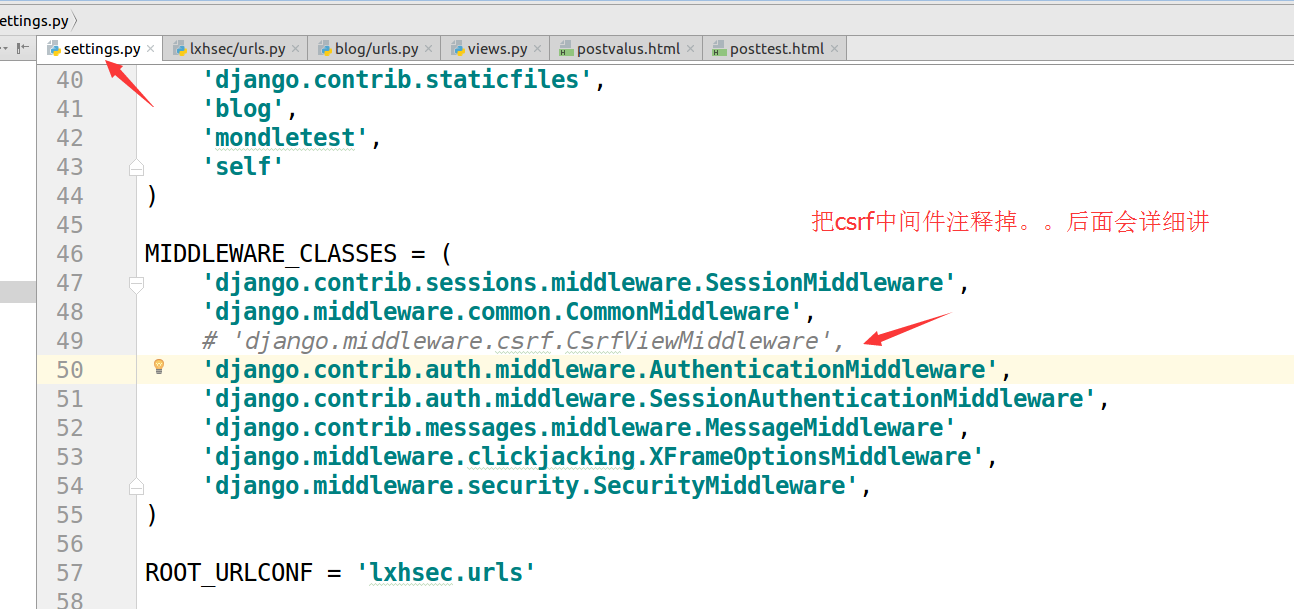 ettings.py
settings.py lxhsec/urls.py blog/urls.py views.py postvalus.html posttest.html
40 'django.contrib.staticfiles',
41 'blog',
42 'mondletest',
43 'self'
44 )
45
把csrf中间件注释掉。。后面会详细讲
46 MIDDLEWARE_CLASSES = (
47 'django.contrib.sessions.middleware.SessionMiddleware',
48 'django.middleware.common.CommonMiddleware',
49 # 'django.middleware.csrf.CsrfViewMiddleware',
50 'django.contrib.auth.middleware.AuthenticationMiddleware',
51 'django.contrib.auth.middleware.SessionAuthenticationMiddleware',
52 'django.contrib.messages.middleware.MessageMiddleware',
53 'django.middleware.clickjacking.XFrameOptionsMiddleware',
54 'django.middleware.security.SecurityMiddleware',
55 )
56
57 ROOT_URLCONF = 'lxhsec.urls'
58